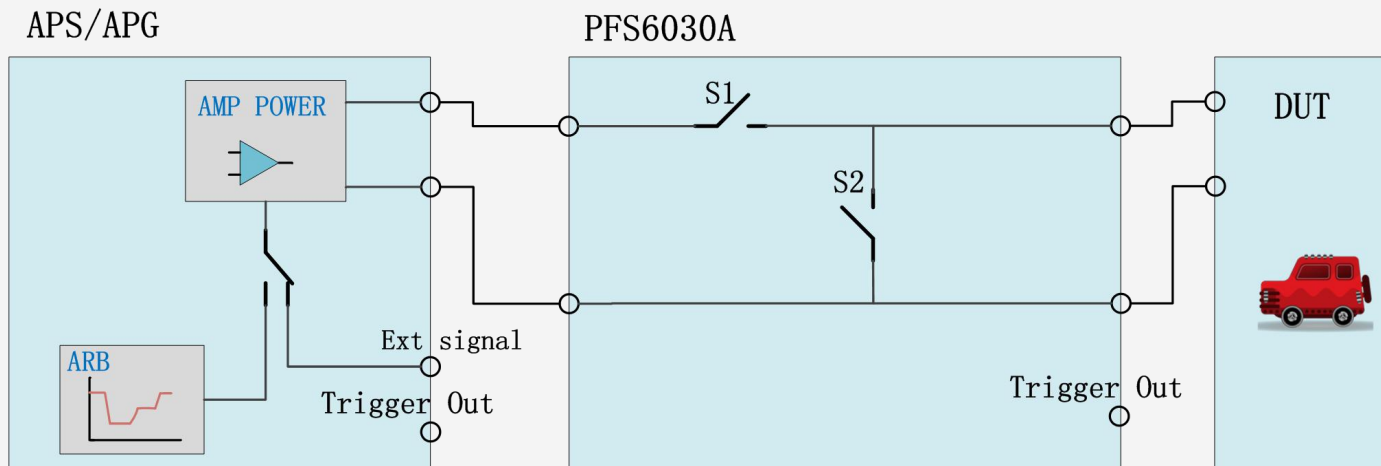 APS/APG
PFS6030A
AMP POWER
S1
DUT
S2
Ext signal
ARB
Trigger Out
Trigger Out